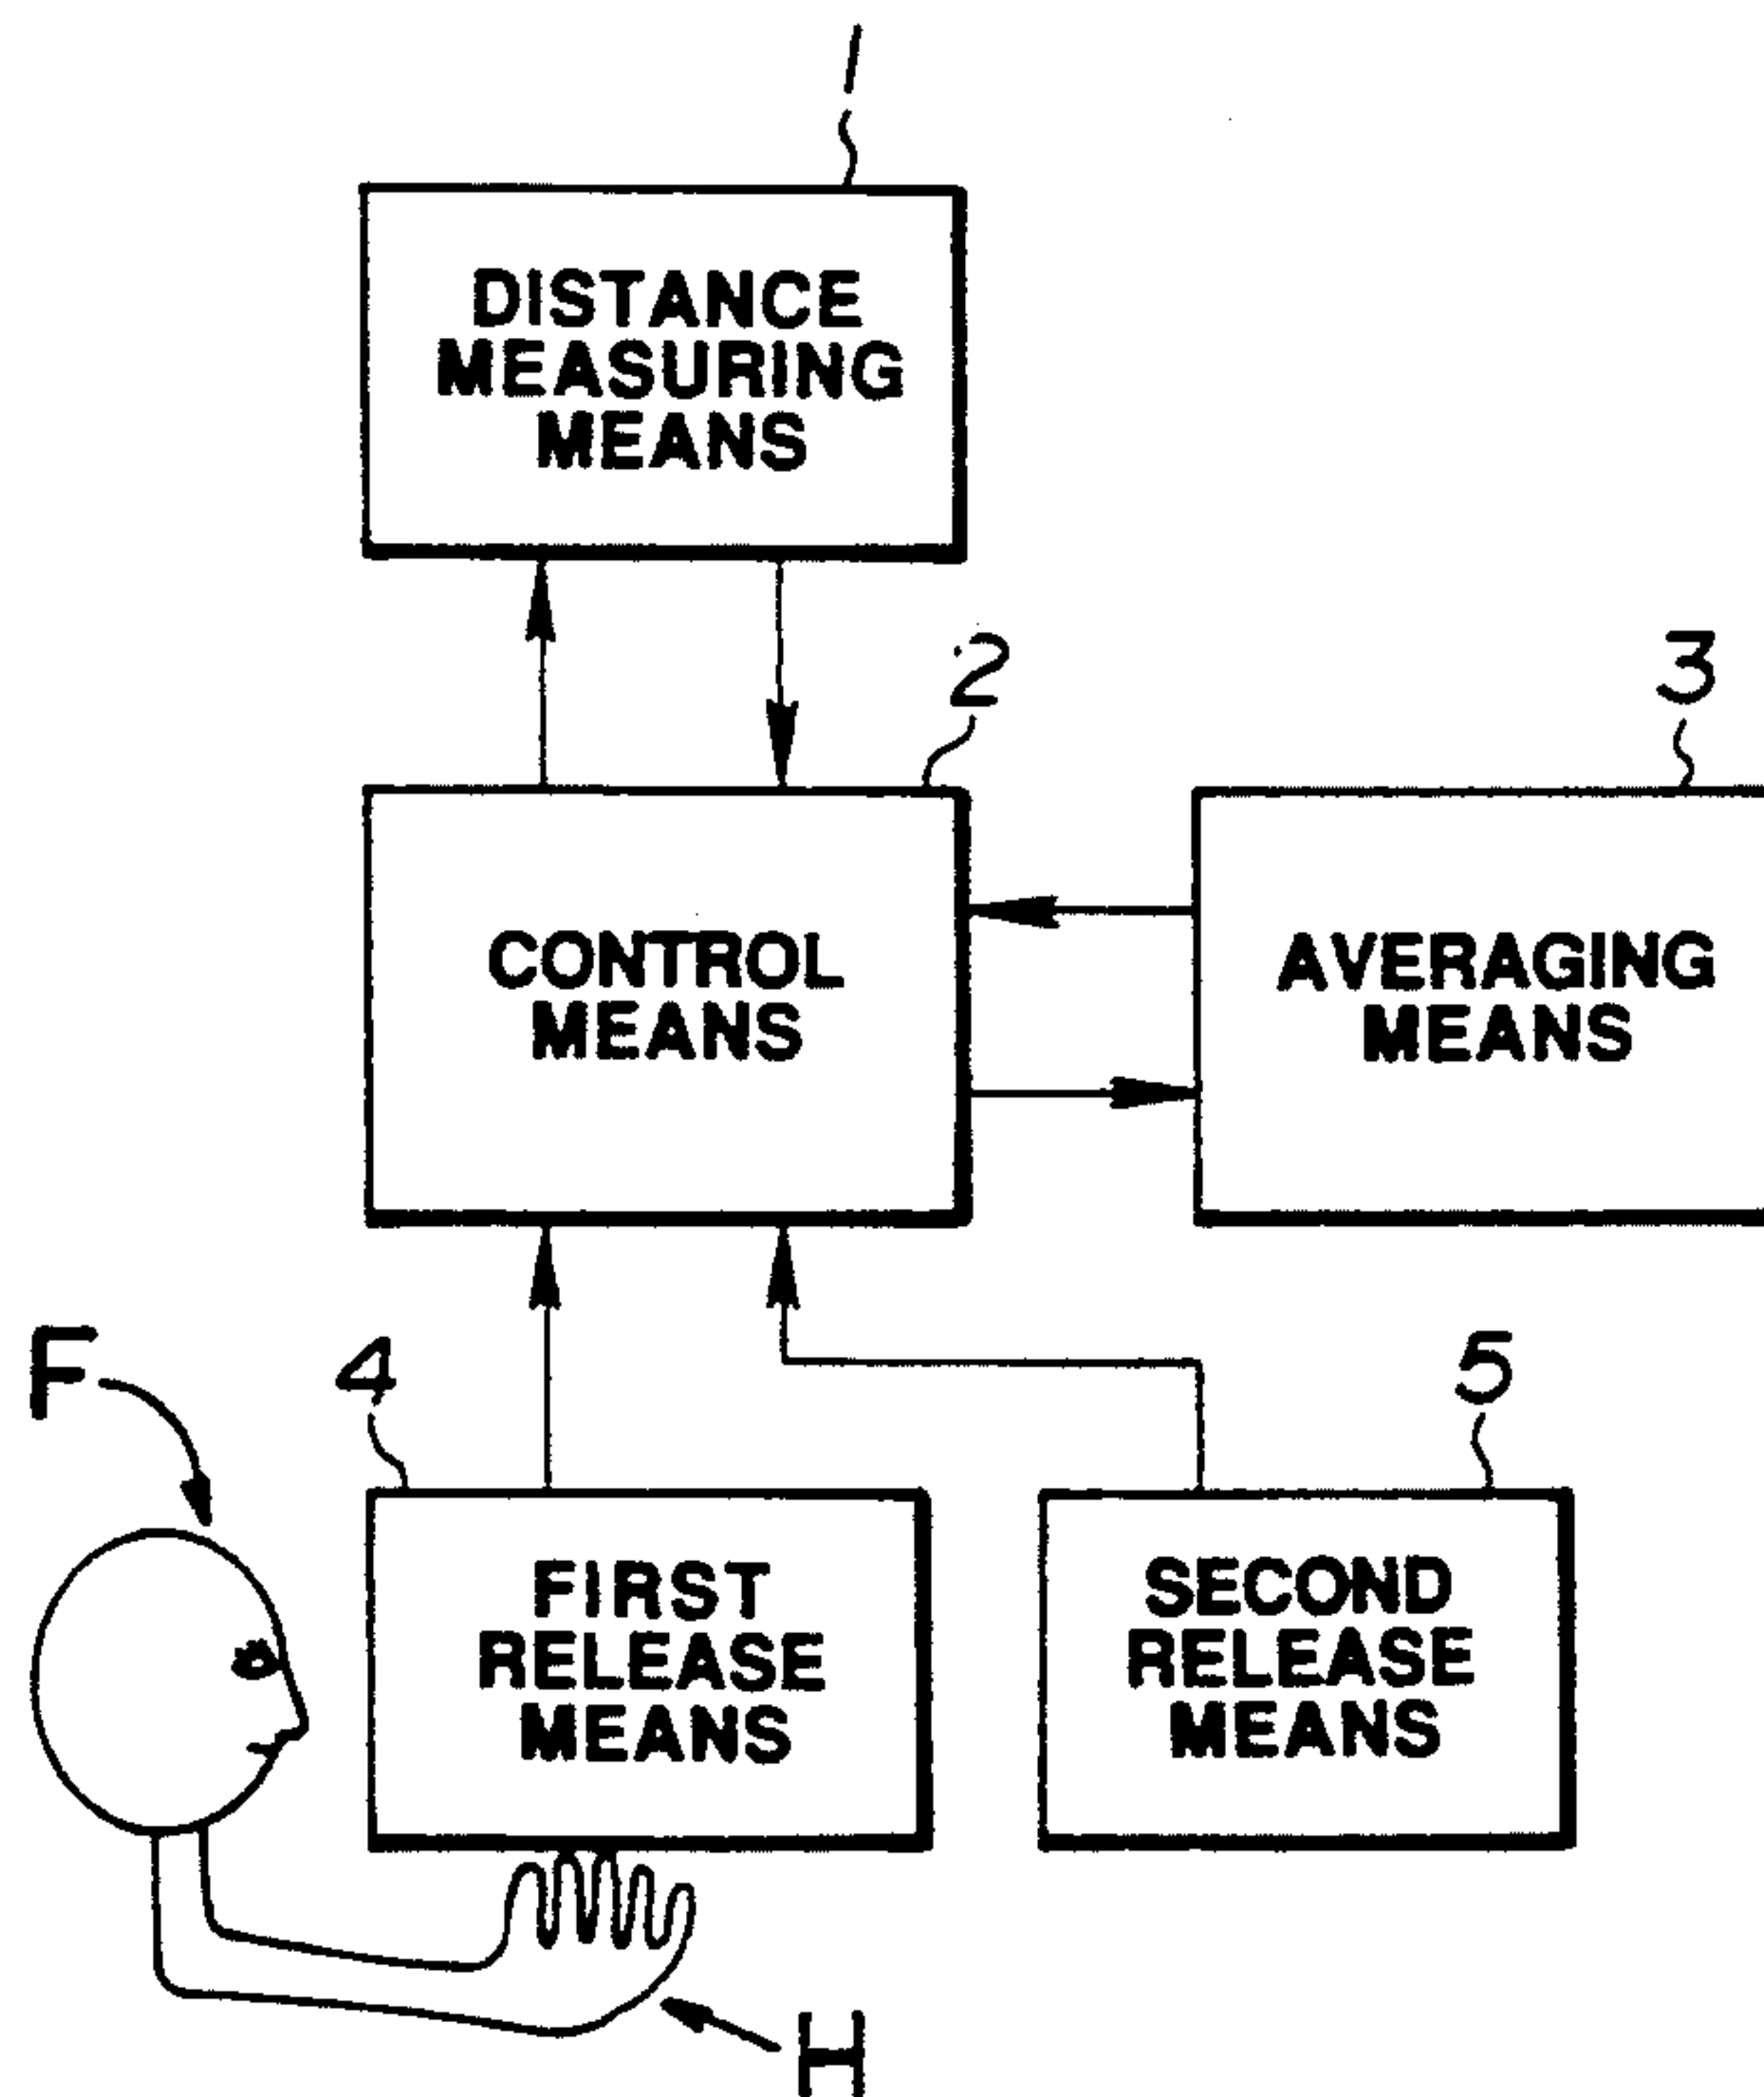 1
DISTANCE
MEASURING
MEANS
2
3
CONTROL
MEANS
AVERAGING
MEANS
F
4
5
FIRST
RELEASE
MEANS
SECOND
RELEASE
MEANS
H